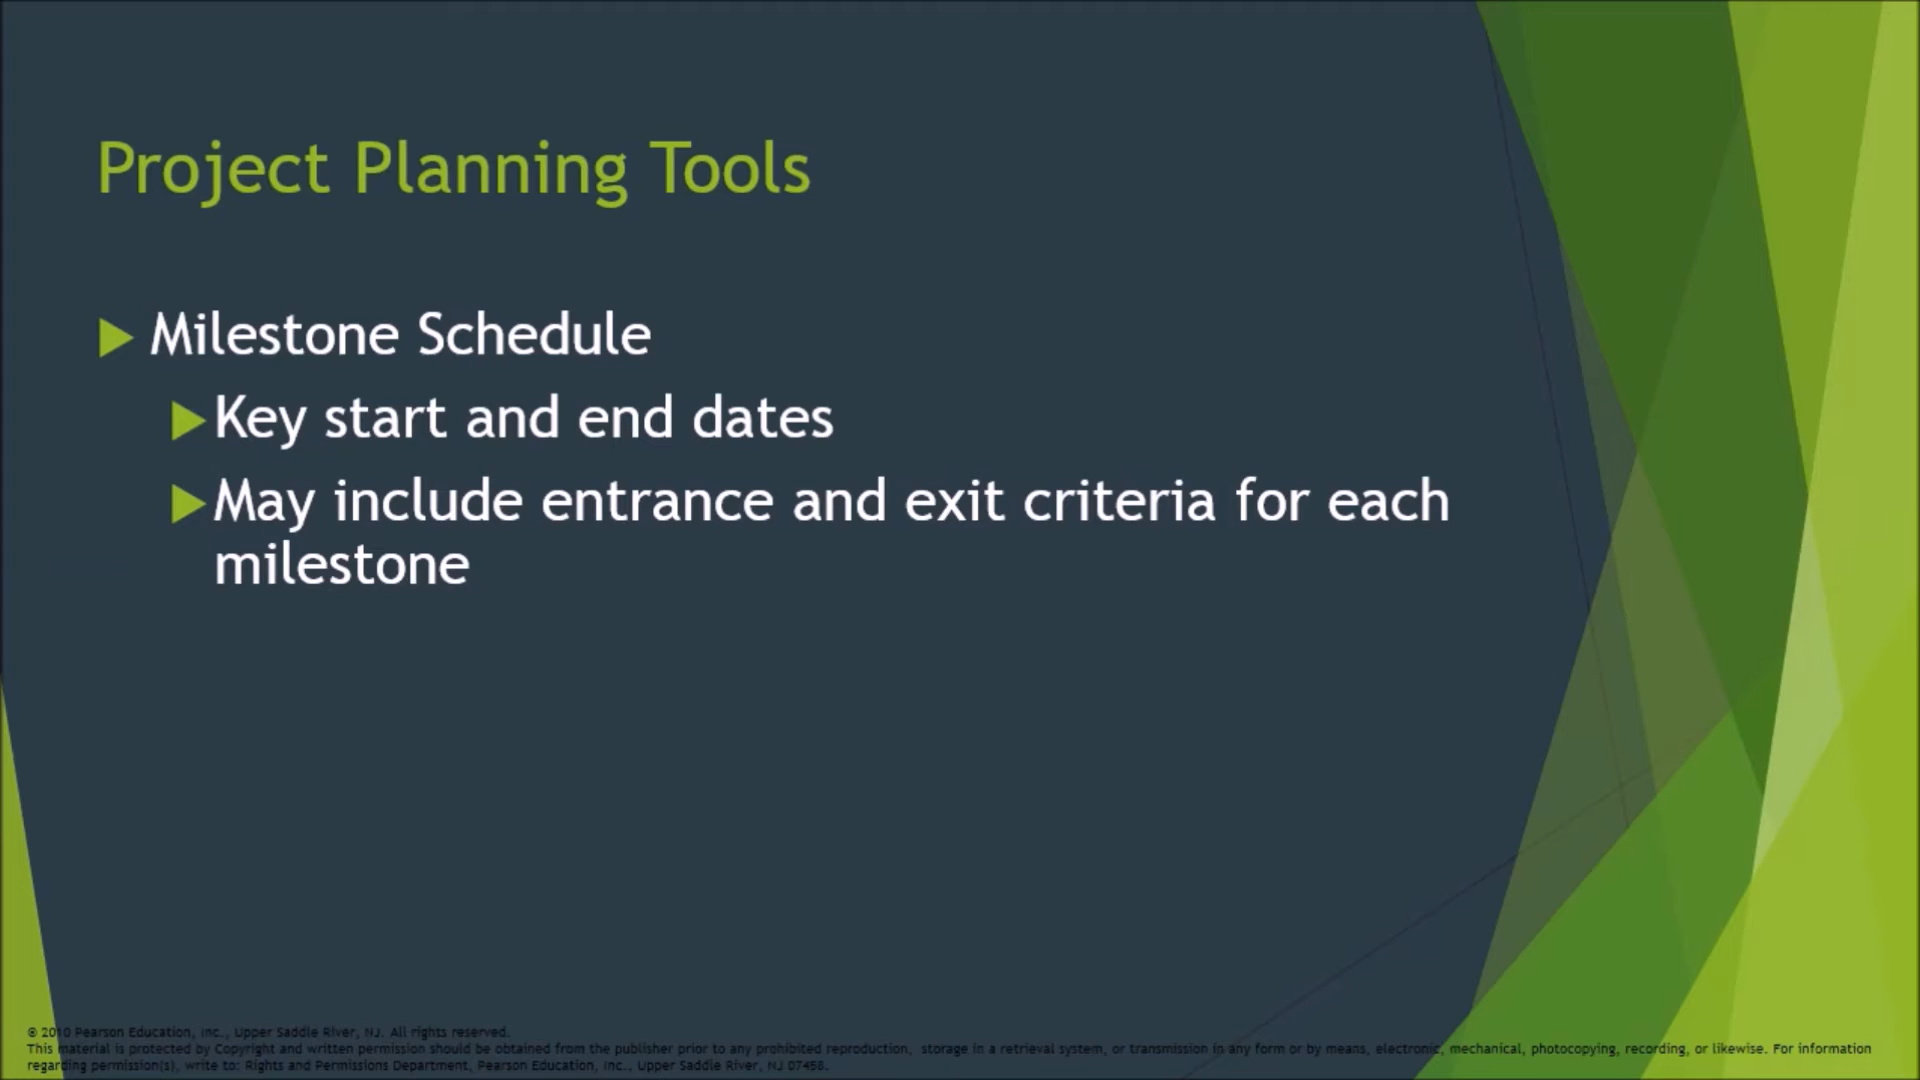 Project Planning Tools
Milestone Schedule
Key start and end dates
May include entrance and exit criteria for each
milestone
© 2010 Pearson Education, Inc., Upper Saddle River, NJ. All rights reserved.
This material is protected by Copyright and written permission should be obtained from the publisher prior to any prohibited reproduction, storage in a retrieval system, or transmission in any form or by means, electronic, mechanical, photocopying, recording, or likewise. For information
regarding permission(s), write to: Rights and Permissions Department, Pearson Education, Inc., Upper Saddle River, NJ 07458.